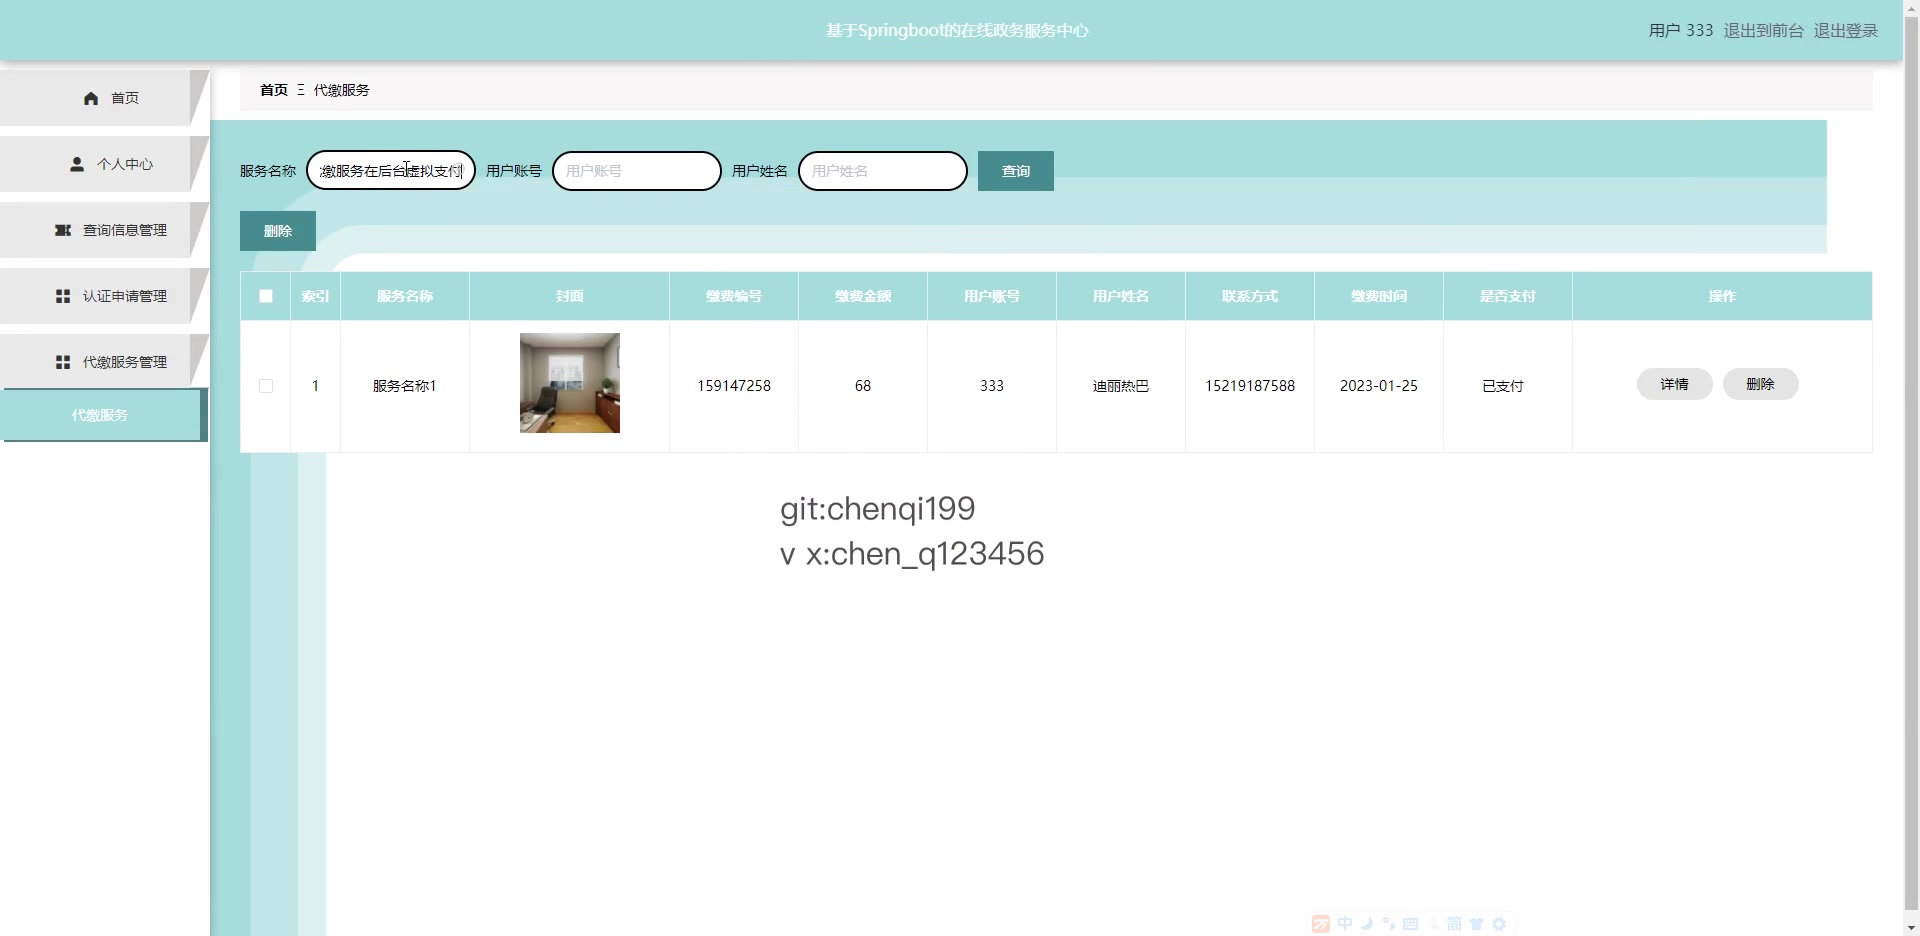 基于Springboot的在线政务服务中心
用户 333 退出到前台 退出登录
首页
个人中心
查询信息管理
认证申请管理
代缴服务管理
代缴服务
首页 Ξ 代缴服务
服务名称 缴服务在后台虚拟支付 用户账号 用户账号 用户姓名 用户姓名 查询
删除
索引 服务名称 封面 缴费编号 缴费金额 用户账号 用户姓名 联系方式 缴费时间 是否支付 操作
1 服务名称1 159147258 68 333 迪丽热巴 15219187588 2023-01-25 已支付 详情 删除
git:chenqi199
v x:chen_q123456
中 简